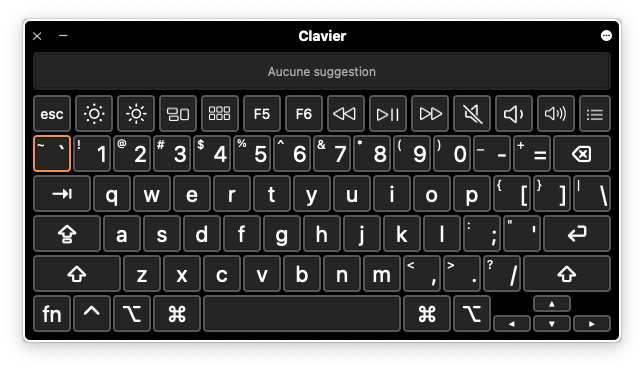 Clavier
Aucune suggestion
esc F5 F6
~ ` ! 1 @ 2 # 3 $ 4 % 5 ^ 6 & 7 * 8 ( 9 ) 0 _ - + =
q w e r t y u i o p { [ } ] | \
a s d f g h j k l : ; " '
z x c v b n m < , > . ? /
fn ^ ⌥ ⌘ ⌘ ⌥